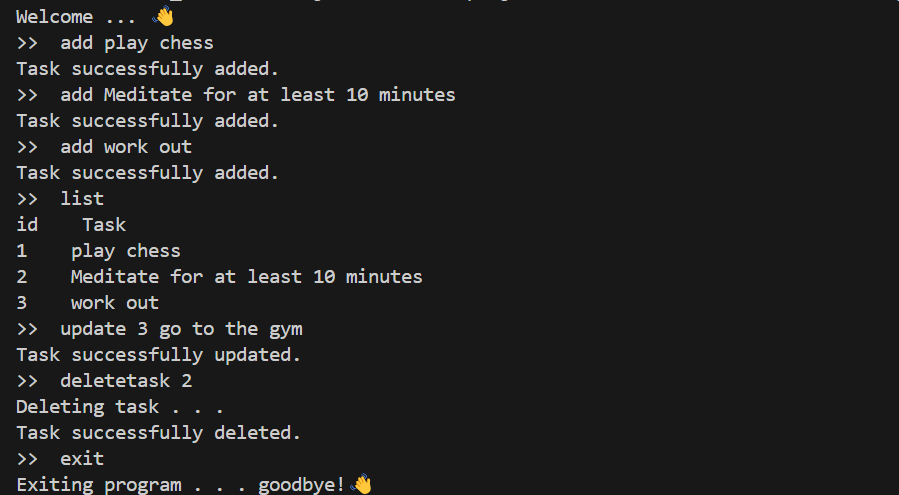 Welcome ... 👋
>>  add play chess
Task successfully added.
>>  add Meditate for at least 10 minutes
Task successfully added.
>>  add work out
Task successfully added.
>>  list
id    Task
1    play chess
2    Meditate for at least 10 minutes
3    work out
>>  update 3 go to the gym
Task successfully updated.
>>  deletetask 2
Deleting task . . .
Task successfully deleted.
>>  exit
Exiting program . . . goodbye!👋